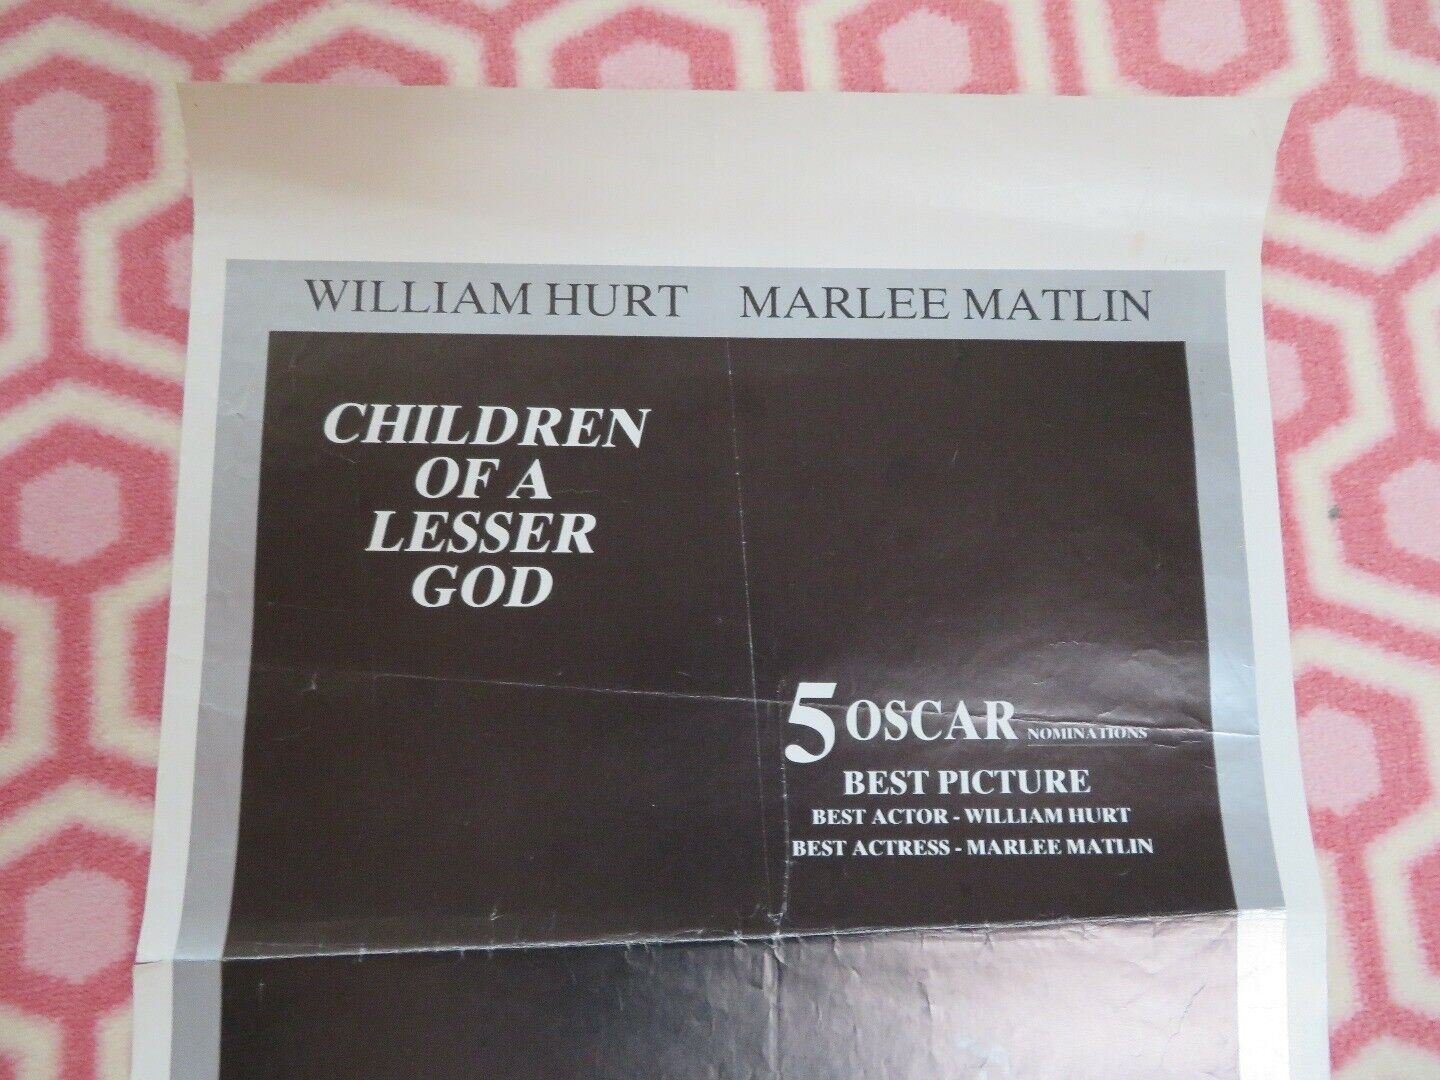 WILLIAM HURT MARLEE MATLIN
CHILDREN
OF A
LESSER
GOD
5 OSCAR NOMINATIONS
BEST PICTURE
BEST ACTOR - WILLIAM HURT
BEST ACTRESS - MARLEE MATLIN